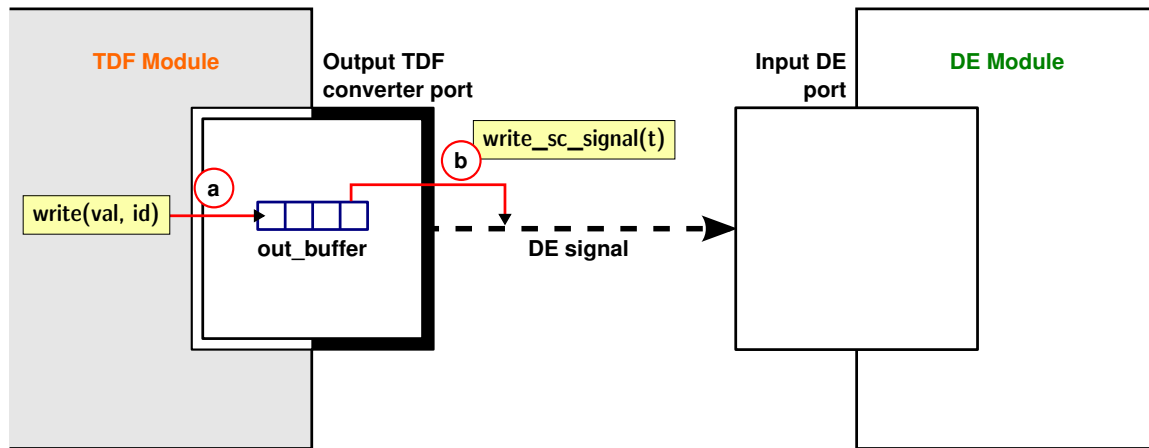 TDF Module
Output TDF
converter port
Input DE
port
DE Module
write_sc_signal(t)
b
a
write(val, id)
out_buffer
DE signal